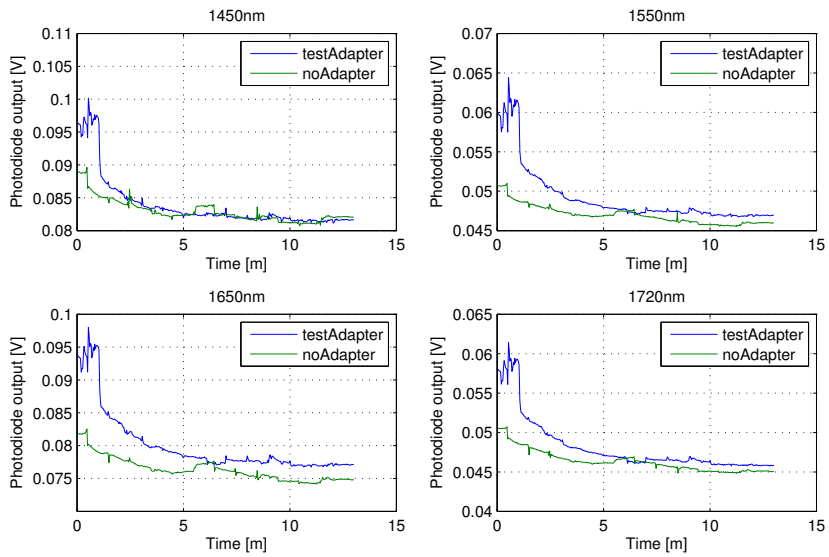 1450nm
0.11
0.105
0.1
0.095
0.09
0.085
0.08
Photodiode output [V]
0 5 10 15
Time [m]
testAdapter
noAdapter
1550nm
0.07
0.065
0.06
0.055
0.05
0.045
Photodiode output [V]
0 5 10 15
Time [m]
testAdapter
noAdapter
1650nm
0.1
0.095
0.09
0.085
0.08
0.075
Photodiode output [V]
0 5 10 15
Time [m]
testAdapter
noAdapter
1720nm
0.065
0.06
0.055
0.05
0.045
0.04
Photodiode output [V]
0 5 10 15
Time [m]
testAdapter
noAdapter